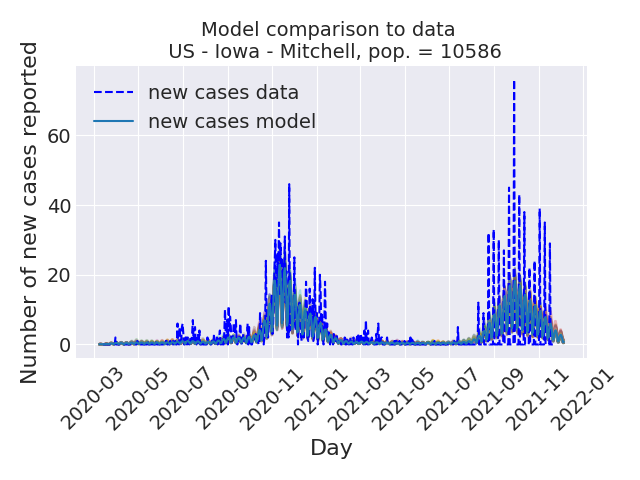 Model comparison to data
US - Iowa - Mitchell, pop. = 10586
Number of new cases reported
new cases data
new cases model
60
40
20
0
2020-03
2020-05
2020-07
2020-09
2020-11
2021-01
2021-03
2021-05
2021-07
2021-09
2021-11
2022-01
Day